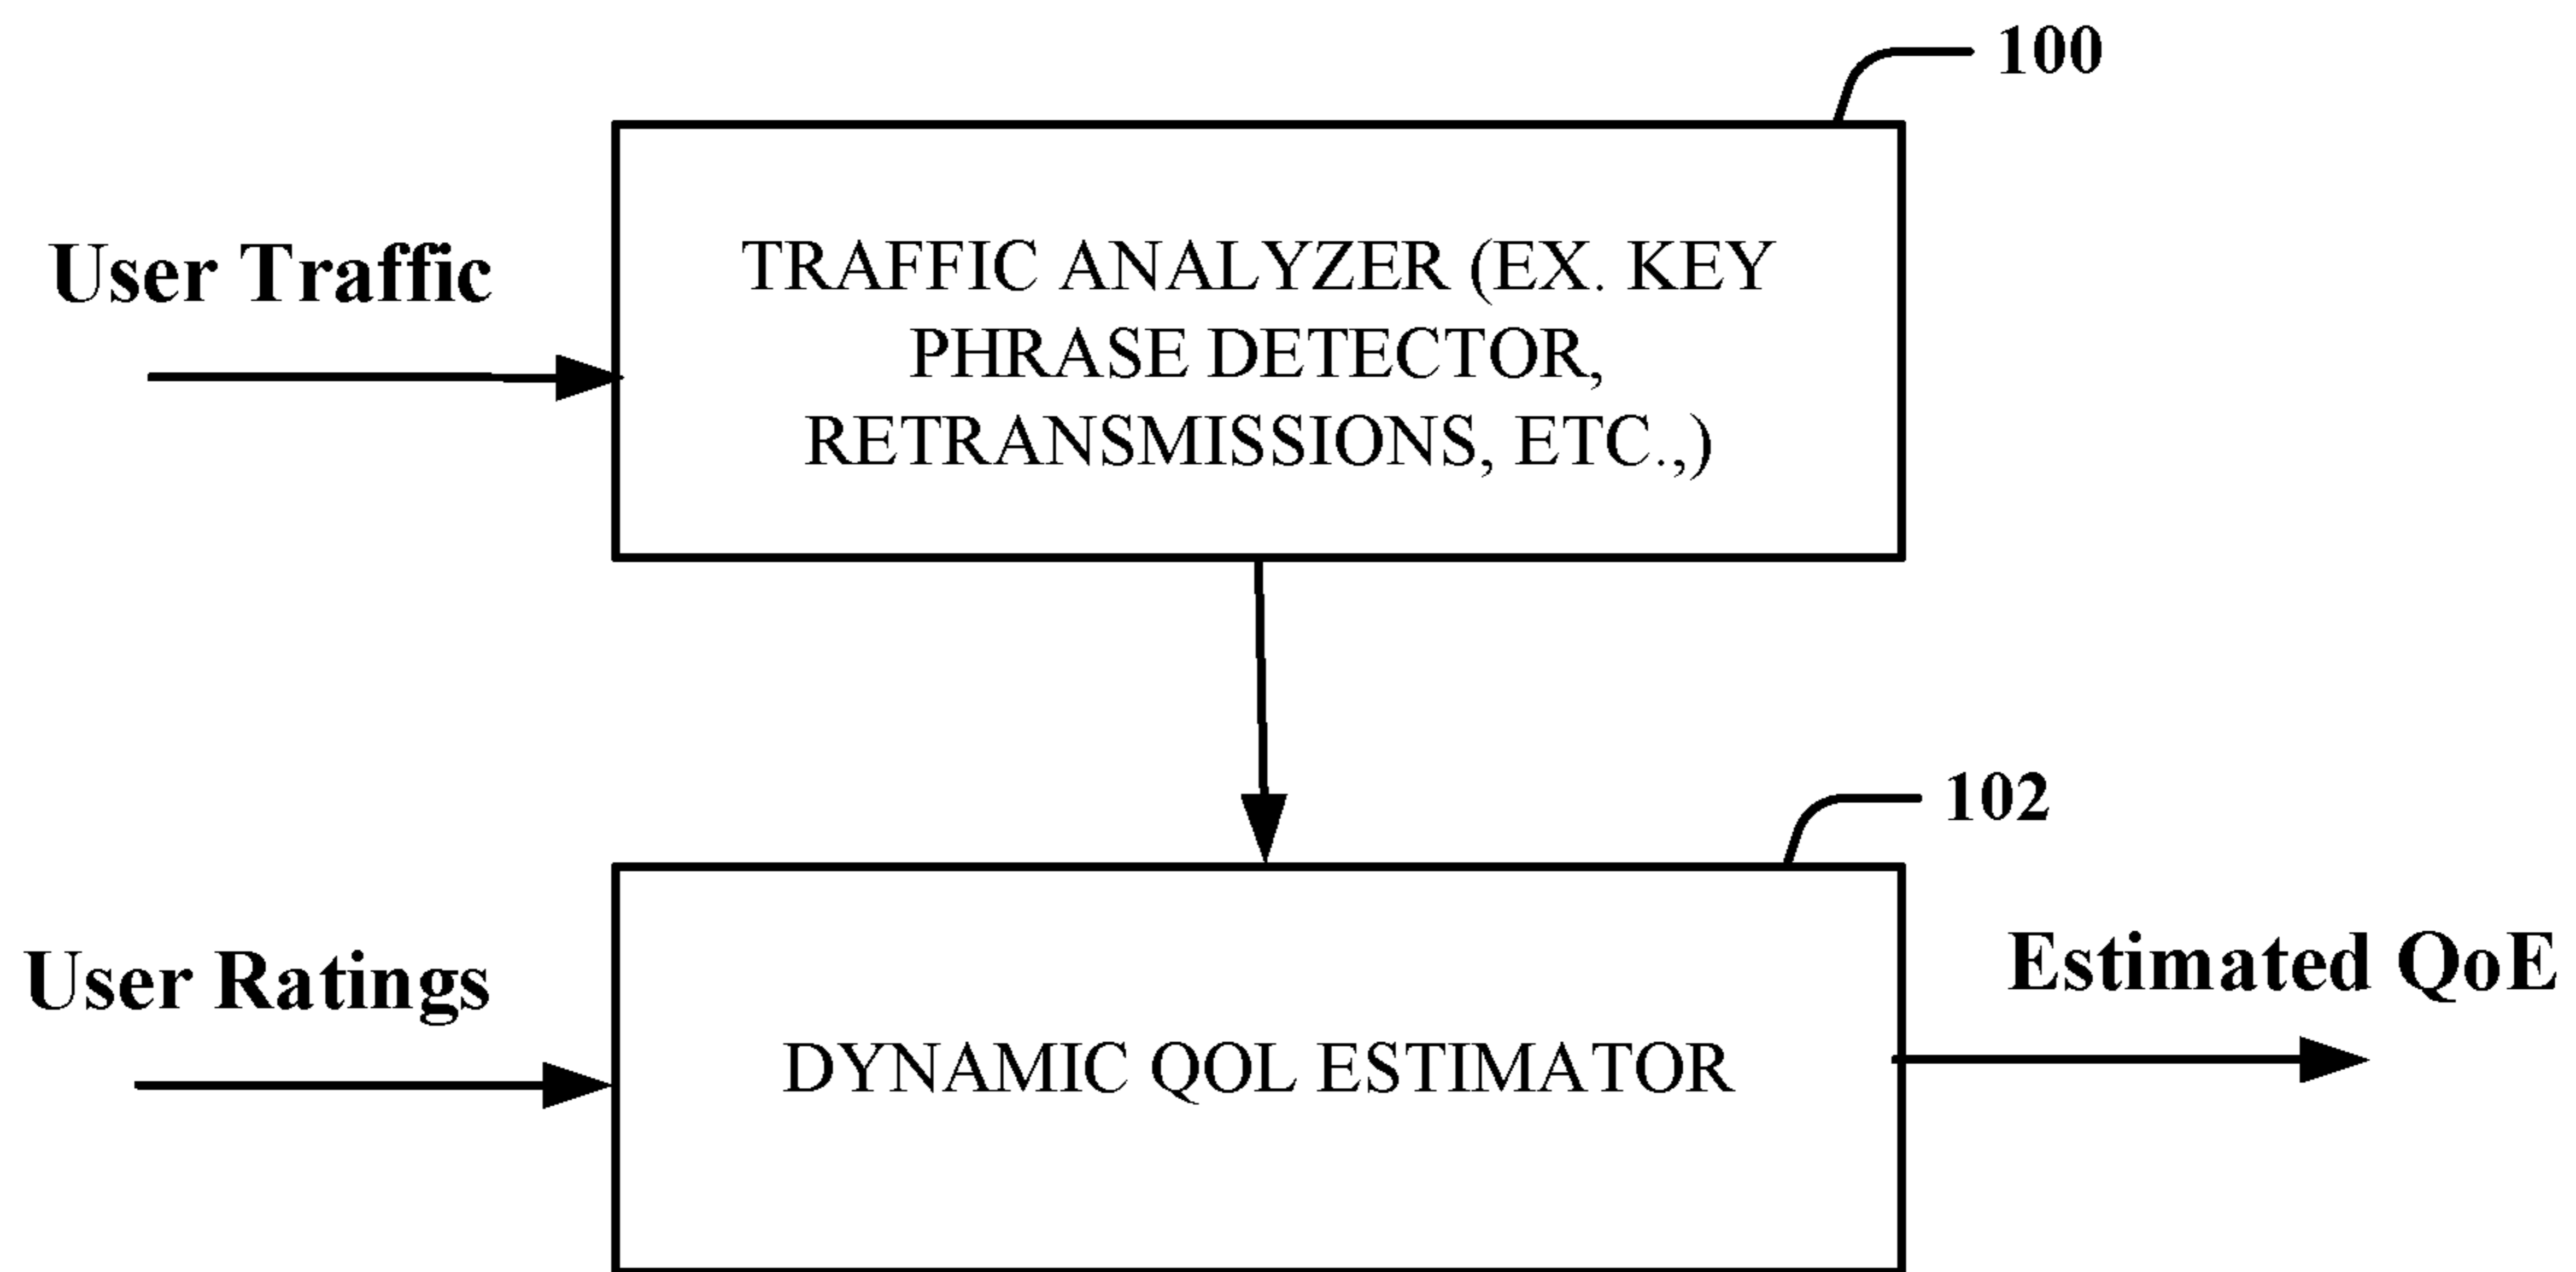 100
User Traffic
TRAFFIC ANALYZER (EX. KEY
PHRASE DETECTOR,
RETRANSMISSIONS, ETC.,)
102
User Ratings
DYNAMIC QOL ESTIMATOR
Estimated QoE